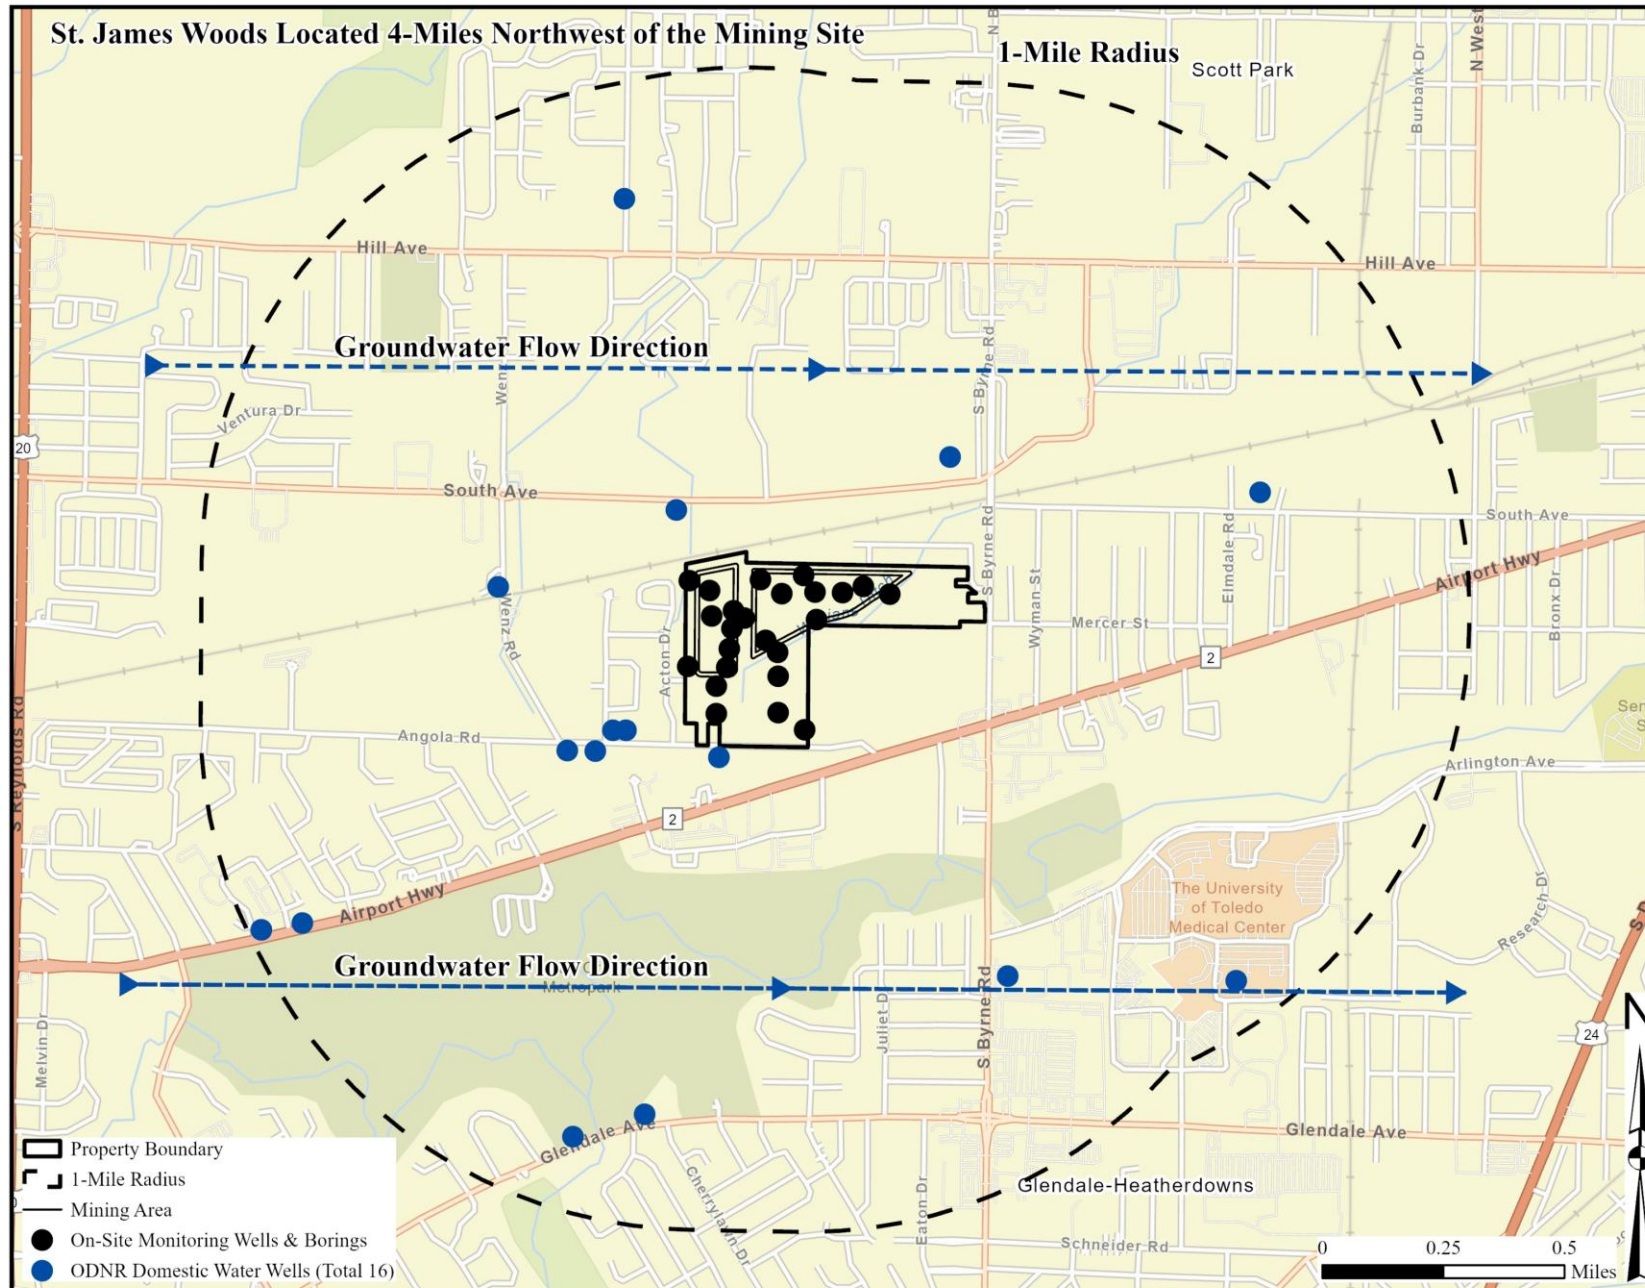 St. James Woods Located 4-Miles Northwest of the Mining Site
1-Mile Radius
Scott Park
N B
N West
Burbank Dr
Hill Ave
Hill Ave
Groundwater Flow Direction
S Byrne Rd
Ventura Dr
20
South Ave
South Ave
S Byrne Rd
Elmdale Rd
Airport Hwy
Wyman St
Bronx Dr
Wenz Rd
Acton Dr
Mercer St
2
S Reynolds Rd
Angola Rd
Arlington Ave
2
The University
of Toledo
Medical Center
Airport Hwy
Research Dr
Groundwater Flow Direction
Metropark
S Byrne Rd
Melvin Dr
24
N
Glendale Ave
Glendale Ave
Cherrylawn Dr
Eaton Dr
Glendale-Heatherdowns
Schneider Rd
Property Boundary
1-Mile Radius
Mining Area
On-Site Monitoring Wells & Borings
ODNR Domestic Water Wells (Total 16)
0 0.25 0.5
Miles